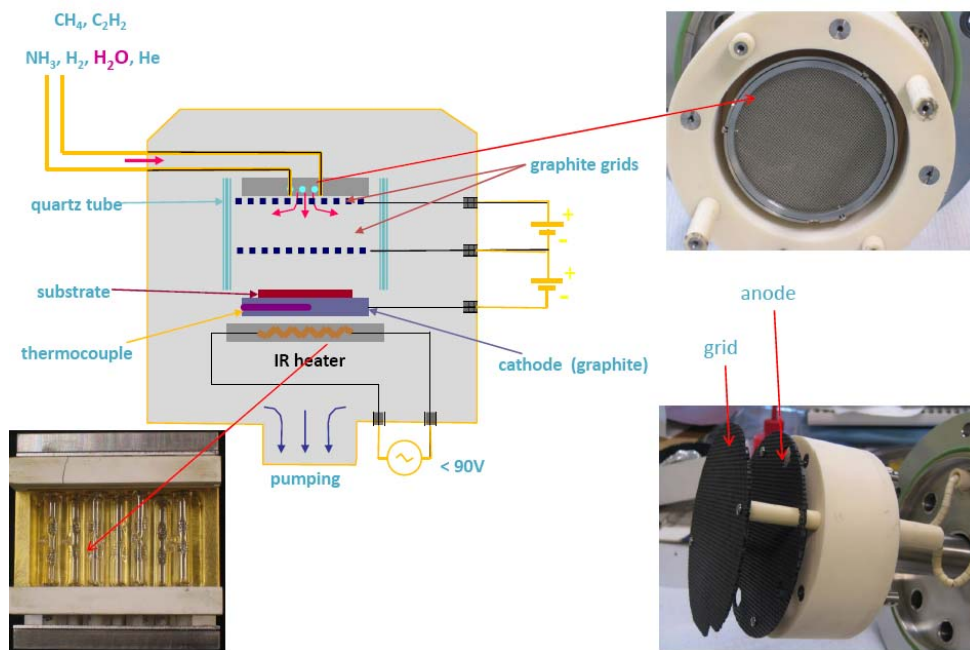 CH₄, C₂H₂
NH₃, H₂, H₂O, He
graphite grids
quartz tube
+
-
+
-
substrate
thermocouple
cathode (graphite)
IR heater
< 90V
pumping
anode
grid